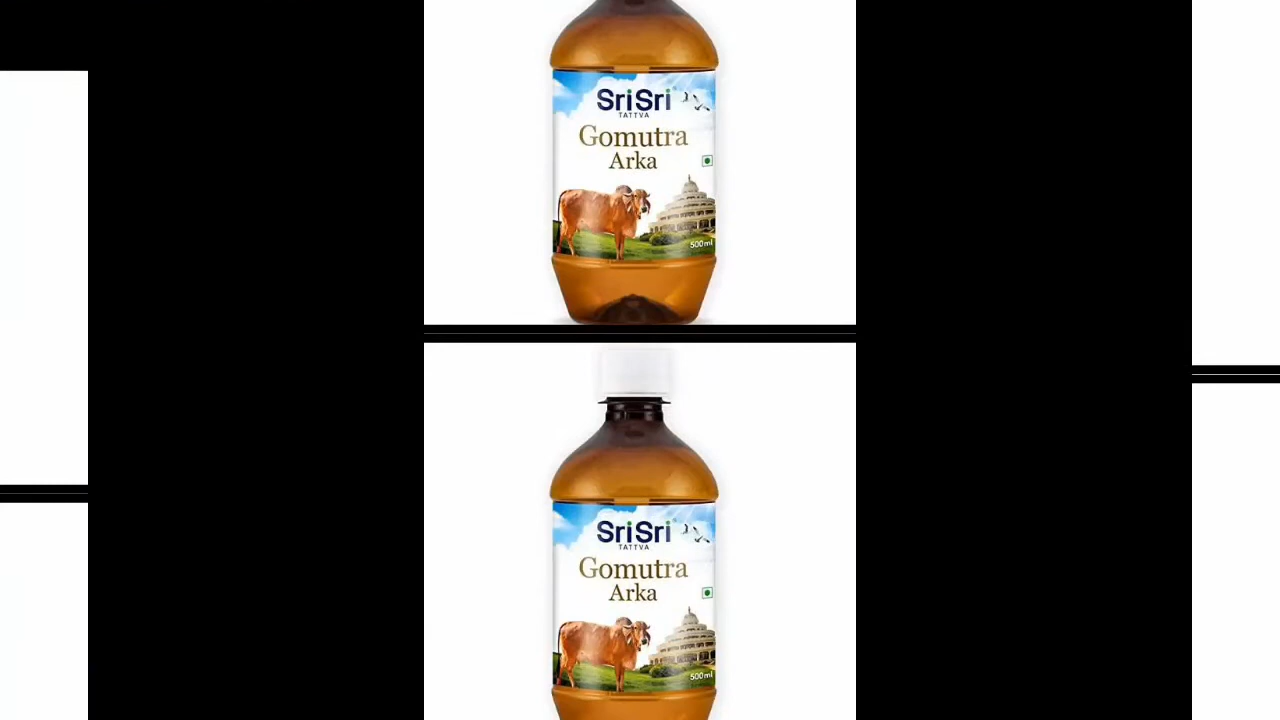 SriSri
TATTVA
Gomutra
Arka
500ml
SriSri
TATTVA
Gomutra
Arka
500ml